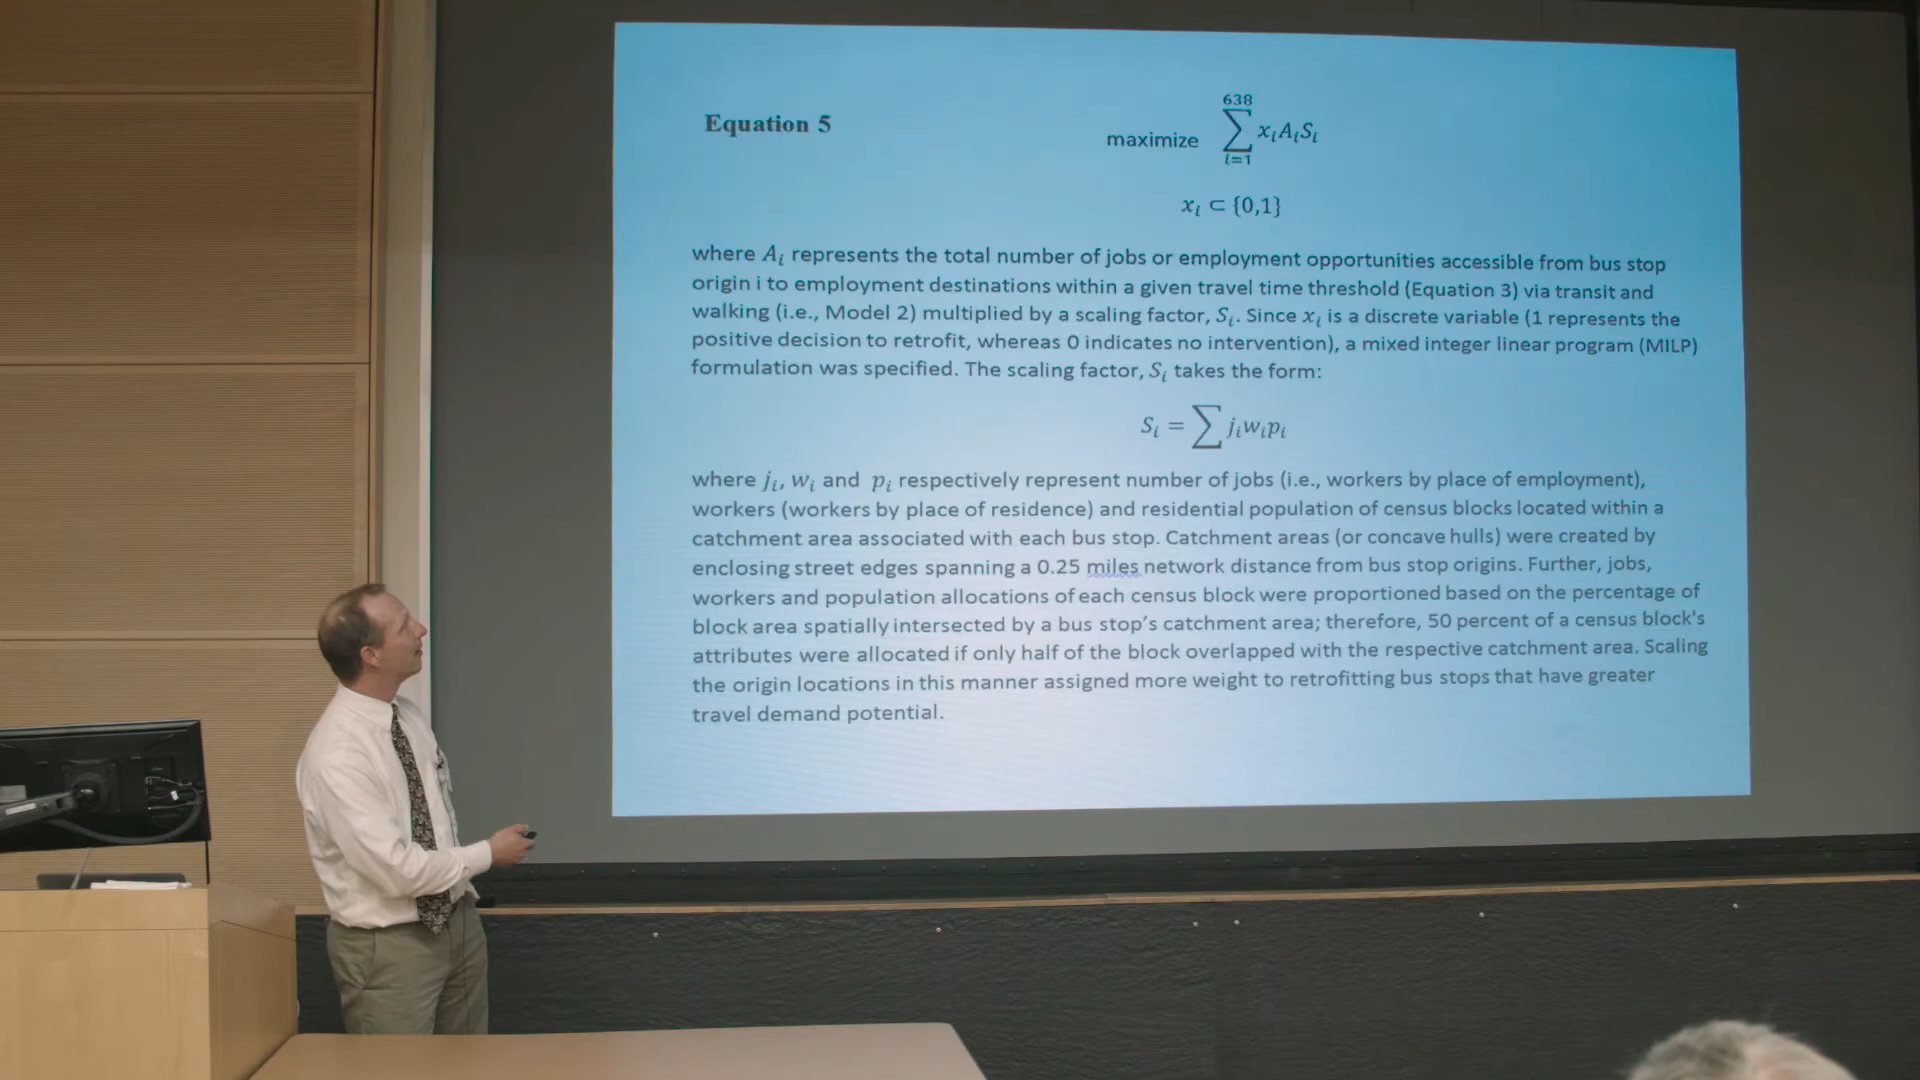 Equation 5
638
maximize ∑ xᵢAᵢSᵢ
i=1
xᵢ ⊂ {0,1}
where Aᵢ represents the total number of jobs or employment opportunities accessible from bus stop
origin i to employment destinations within a given travel time threshold (Equation 3) via transit and
walking (i.e., Model 2) multiplied by a scaling factor, Sᵢ. Since xᵢ is a discrete variable (1 represents the
positive decision to retrofit, whereas 0 indicates no intervention), a mixed integer linear program (MILP)
formulation was specified. The scaling factor, Sᵢ takes the form:
Sᵢ = ∑ jᵢwᵢpᵢ
where jᵢ, wᵢ and pᵢ respectively represent number of jobs (i.e., workers by place of employment),
workers (workers by place of residence) and residential population of census blocks located within a
catchment area associated with each bus stop. Catchment areas (or concave hulls) were created by
enclosing street edges spanning a 0.25 miles network distance from bus stop origins. Further, jobs,
workers and population allocations of each census block were proportioned based on the percentage of
block area spatially intersected by a bus stop’s catchment area; therefore, 50 percent of a census block's
attributes were allocated if only half of the block overlapped with the respective catchment area. Scaling
the origin locations in this manner assigned more weight to retrofitting bus stops that have greater
travel demand potential.